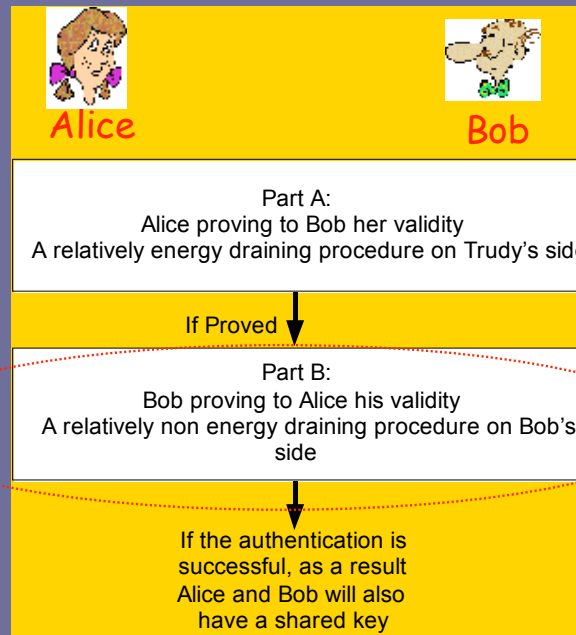 Alice
Bob
Part A:
Alice proving to Bob her validity
A relatively energy draining procedure on Trudy's
If Proved
Part B:
Bob proving to Alice his validity
A relatively non energy draining procedure on Bob's
side
If the authentication is
successful, as a result
Alice and Bob will also
have a shared key